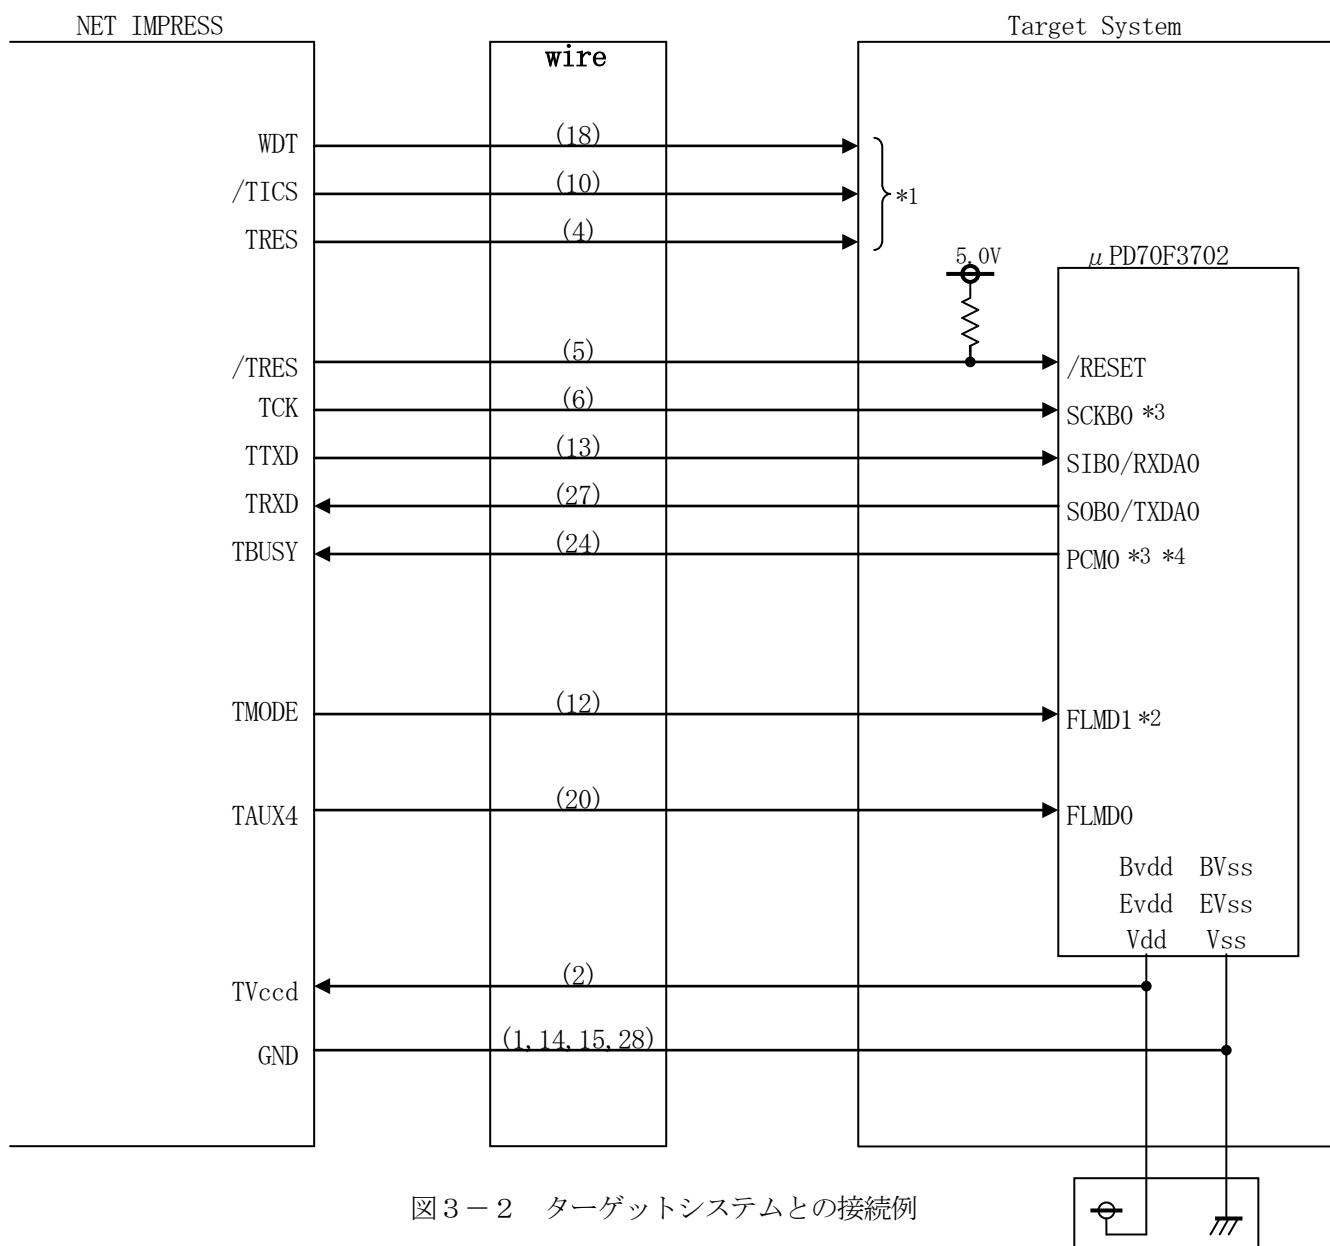 NET IMPRESS
wire
Target System
WDT (18)
/TICS (10) *1
TRES (4)
5.0V
μPD70F3702
/TRES (5) /RESET
TCK (6) SCKB0 *3
TTXD (13) SIB0/RXDA0
TRXD (27) SOB0/TXDA0
TBUSY (24) PCM0 *3 *4
TMODE (12) FLMD1 *2
TAUX4 (20) FLMD0
Bvdd BVss
Evdd EVss
Vdd Vss
TVccd (2)
GND (1,14,15,28)
図3-2 ターゲットシステムとの接続例